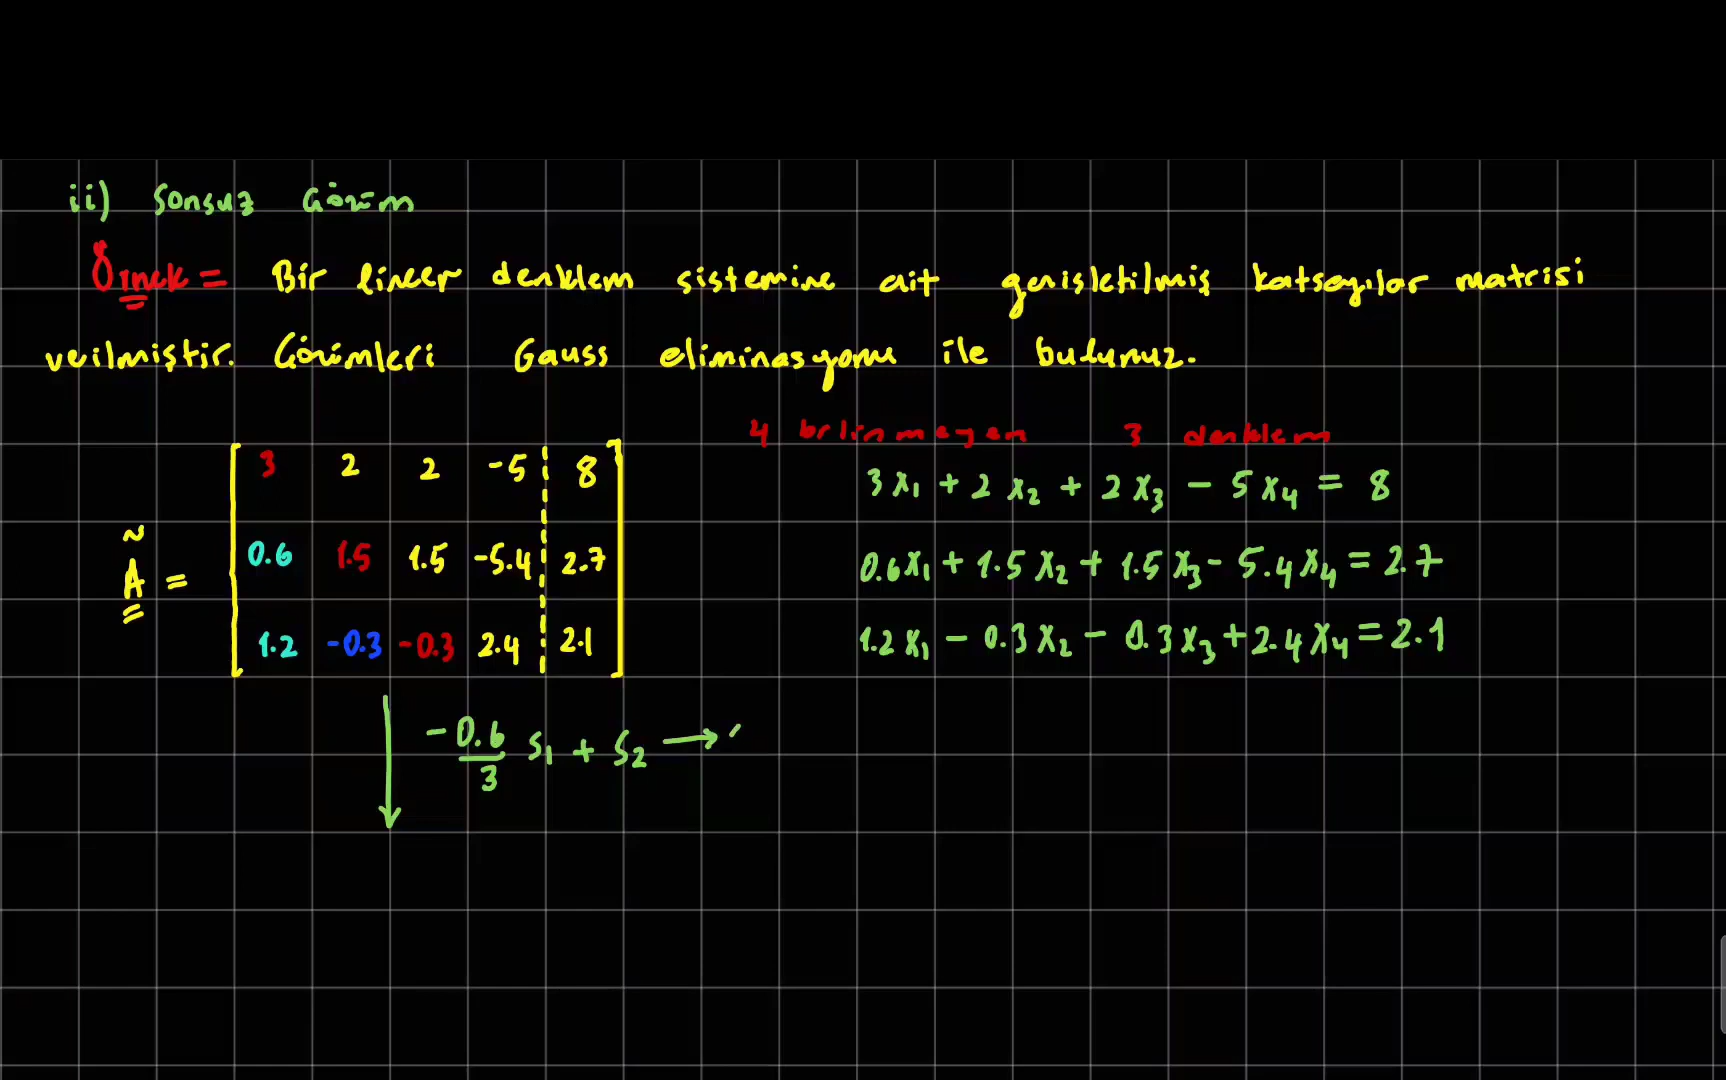 ii) Sonsuz Çözüm
Örnek = Bir lineer denklem sistemine ait genişletilmiş katsayılar matrisi
verilmiştir. Çözümleri Gauss eliminasyonu ile bulunuz.
4 bilinmeyen 3 denklem
Ã = [ 3 2 2 -5 ⋮ 8 ]
[ 0.6 1.5 1.5 -5.4 ⋮ 2.7 ]
[ 1.2 -0.3 -0.3 2.4 ⋮ 2.1 ]
3x₁ + 2x₂ + 2x₃ - 5x₄ = 8
0.6x₁ + 1.5x₂ + 1.5x₃ - 5.4x₄ = 2.7
1.2x₁ - 0.3x₂ - 0.3x₃ + 2.4x₄ = 2.1
↓ -0.6/3 S₁ + S₂ →